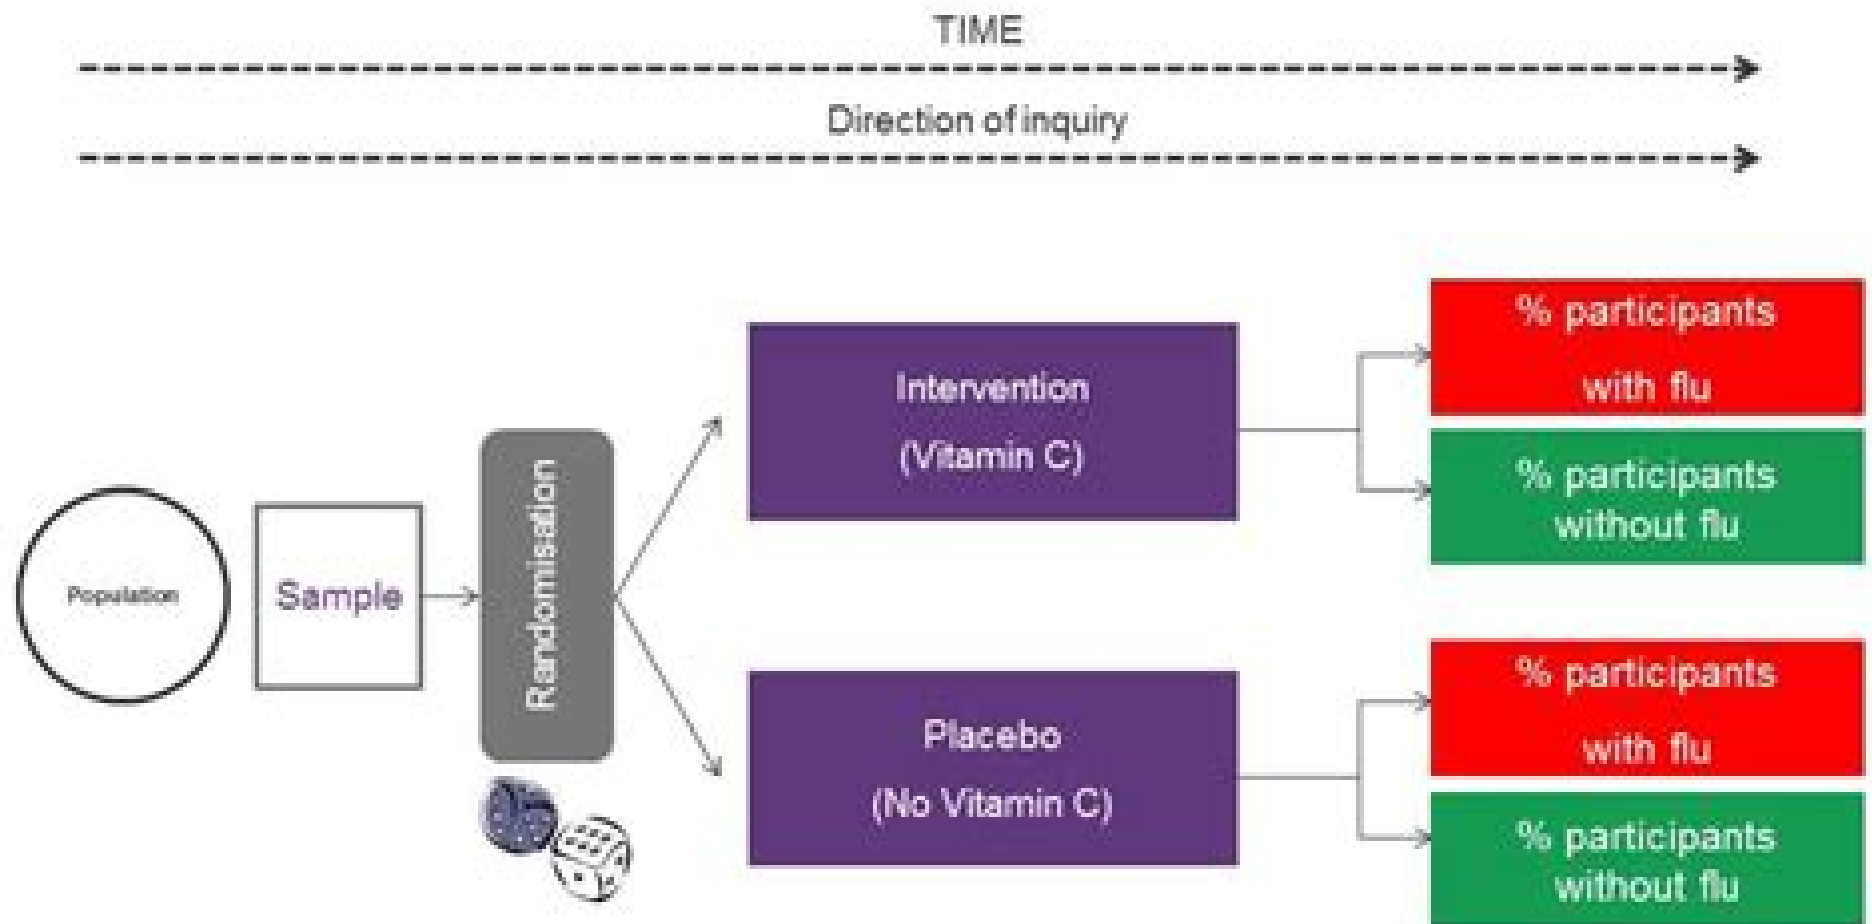 TIME
Direction of inquiry
Population
Sample
Randomisation
Intervention
(Vitamin C)
% participants
with flu
% participants
without flu
Placebo
(No Vitamin C)
% participants
with flu
% participants
without flu